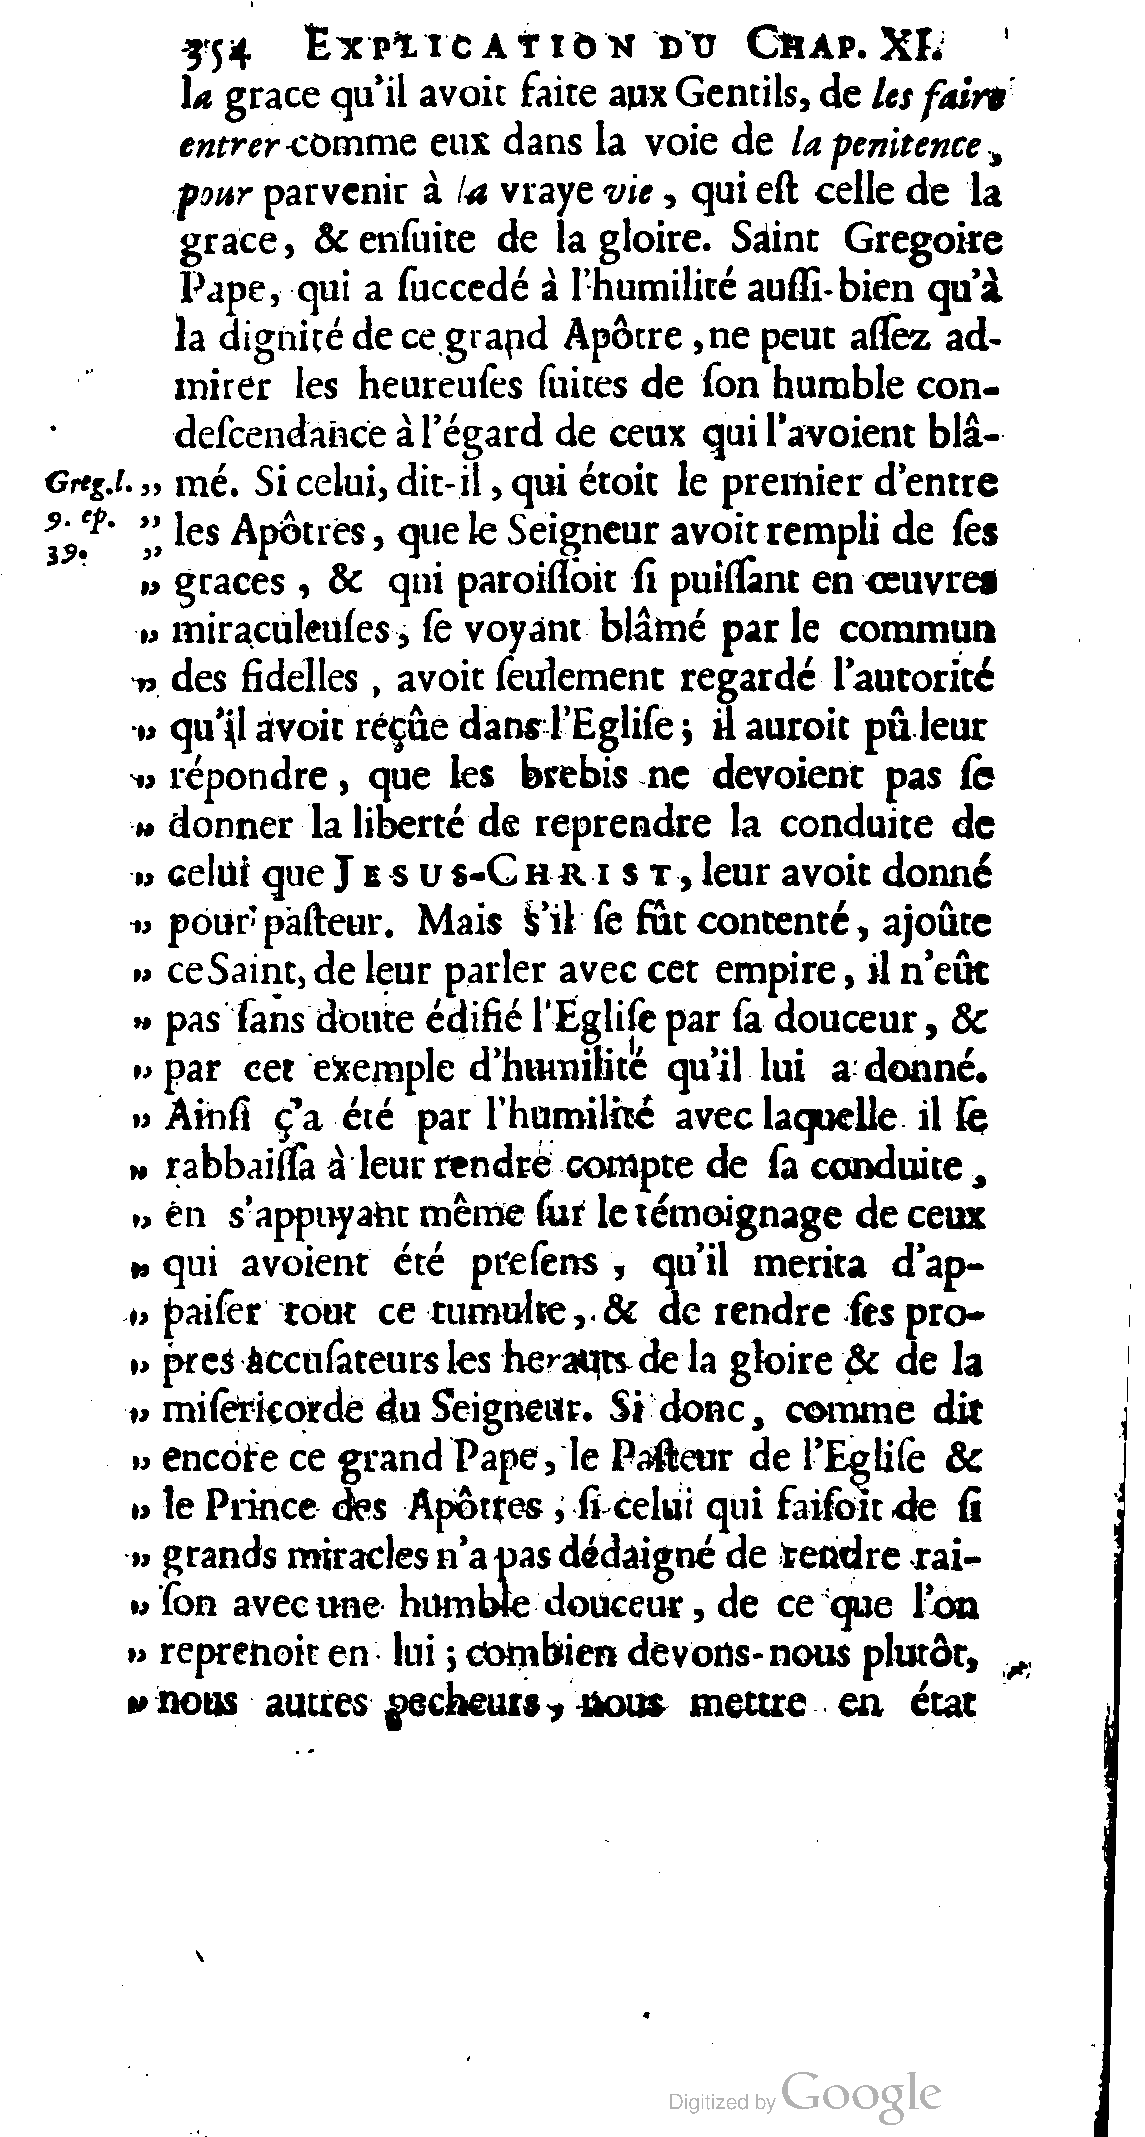 354 EXPLICATION DU CHAP. XI.
la grace qu'il avoit faite aux Gentils, de les faire
entrer comme eux dans la voie de la penitence,
pour parvenir à la vraye vie, qui eſt celle de la
grace, & enſuite de la gloire. Saint Gregoire
Pape, qui a ſuccedé à l'humilité auſſi-bien qu'à
la dignité de ce grand Apôtre, ne peut aſſez ad-
mirer les heureuſes ſuites de ſon humble con-
deſcendance à l'égard de ceux qui l'avoient blâ-
Greg. l. „ mé. Si celui, dit-il, qui étoit le premier d'entre
9. ep. „ les Apôtres, que le Seigneur avoit rempli de ſes
39. „
„ graces, & qui paroiſſoit ſi puiſſant en œuvres
„ miraculeuſes, ſe voyant blâmé par le commun
„ des fidelles, avoit ſeulement regardé l'autorité
„ qu'il avoit réçûe dans l'Egliſe; il auroit pû leur
„ répondre, que les brebis ne devoient pas ſe
„ donner la liberté de reprendre la conduite de
„ celui que JESUS-CHRIST, leur avoit donné
„ pour paſteur. Mais s'il ſe fût contenté, ajoûte
„ ce Saint, de leur parler avec cet empire, il n'eût
„ pas ſans doute édifié l'Egliſe par ſa douceur, &
„ par cet exemple d'humilité qu'il lui a donné.
„ Ainſi ç'a été par l'humilité avec laquelle il ſe
„ rabbaiſſa à leur rendre compte de ſa conduite,
„ en s'appuyant même ſur le témoignage de ceux
„ qui avoient été preſens, qu'il merita d'ap-
„ paiſer tout ce tumulte, & de rendre ſes pro-
„ pres accuſateurs les herauts de la gloire & de la
„ miſericorde du Seigneur. Si donc, comme dit
„ encore ce grand Pape, le Paſteur de l'Egliſe &
„ le Prince des Apôtres, ſi celui qui faiſoit de ſi
„ grands miracles n'a pas dédaigné de rendre rai-
„ ſon avec une humble douceur, de ce que l'on
„ reprenoit en lui; combien devons-nous plutôt,
„ nous autres pecheurs, nous mettre en état
Digitized by Google